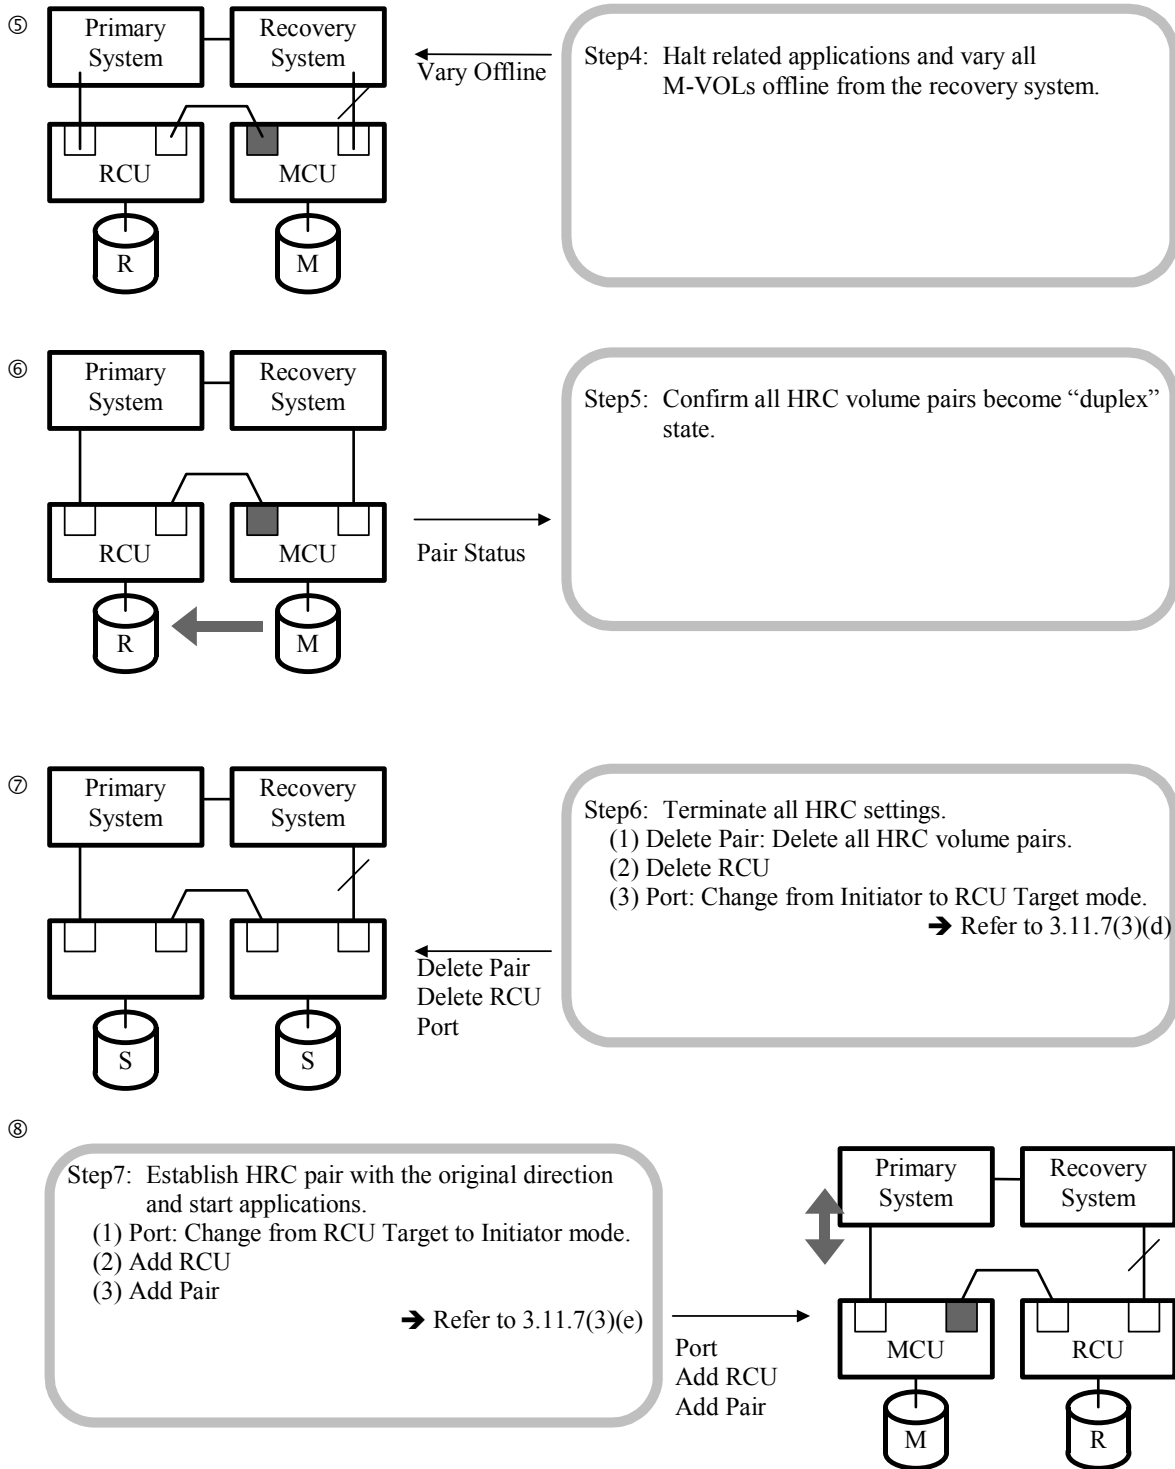 ⑤
Primary
System
Recovery
System
Vary Offline
RCU
MCU
R
M
Step4: Halt related applications and vary all
M-VOLs offline from the recovery system.
⑥
Primary
System
Recovery
System
RCU
MCU
Pair Status
R
M
Step5: Confirm all HRC volume pairs become “duplex”
state.
⑦
Primary
System
Recovery
System
Delete Pair
Delete RCU
Port
S
S
Step6: Terminate all HRC settings.
(1) Delete Pair: Delete all HRC volume pairs.
(2) Delete RCU
(3) Port: Change from Initiator to RCU Target mode.
➔ Refer to 3.11.7(3)(d)
⑧
Step7: Establish HRC pair with the original direction
and start applications.
(1) Port: Change from RCU Target to Initiator mode.
(2) Add RCU
(3) Add Pair
➔ Refer to 3.11.7(3)(e)
Port
Add RCU
Add Pair
Primary
System
Recovery
System
MCU
RCU
M
R